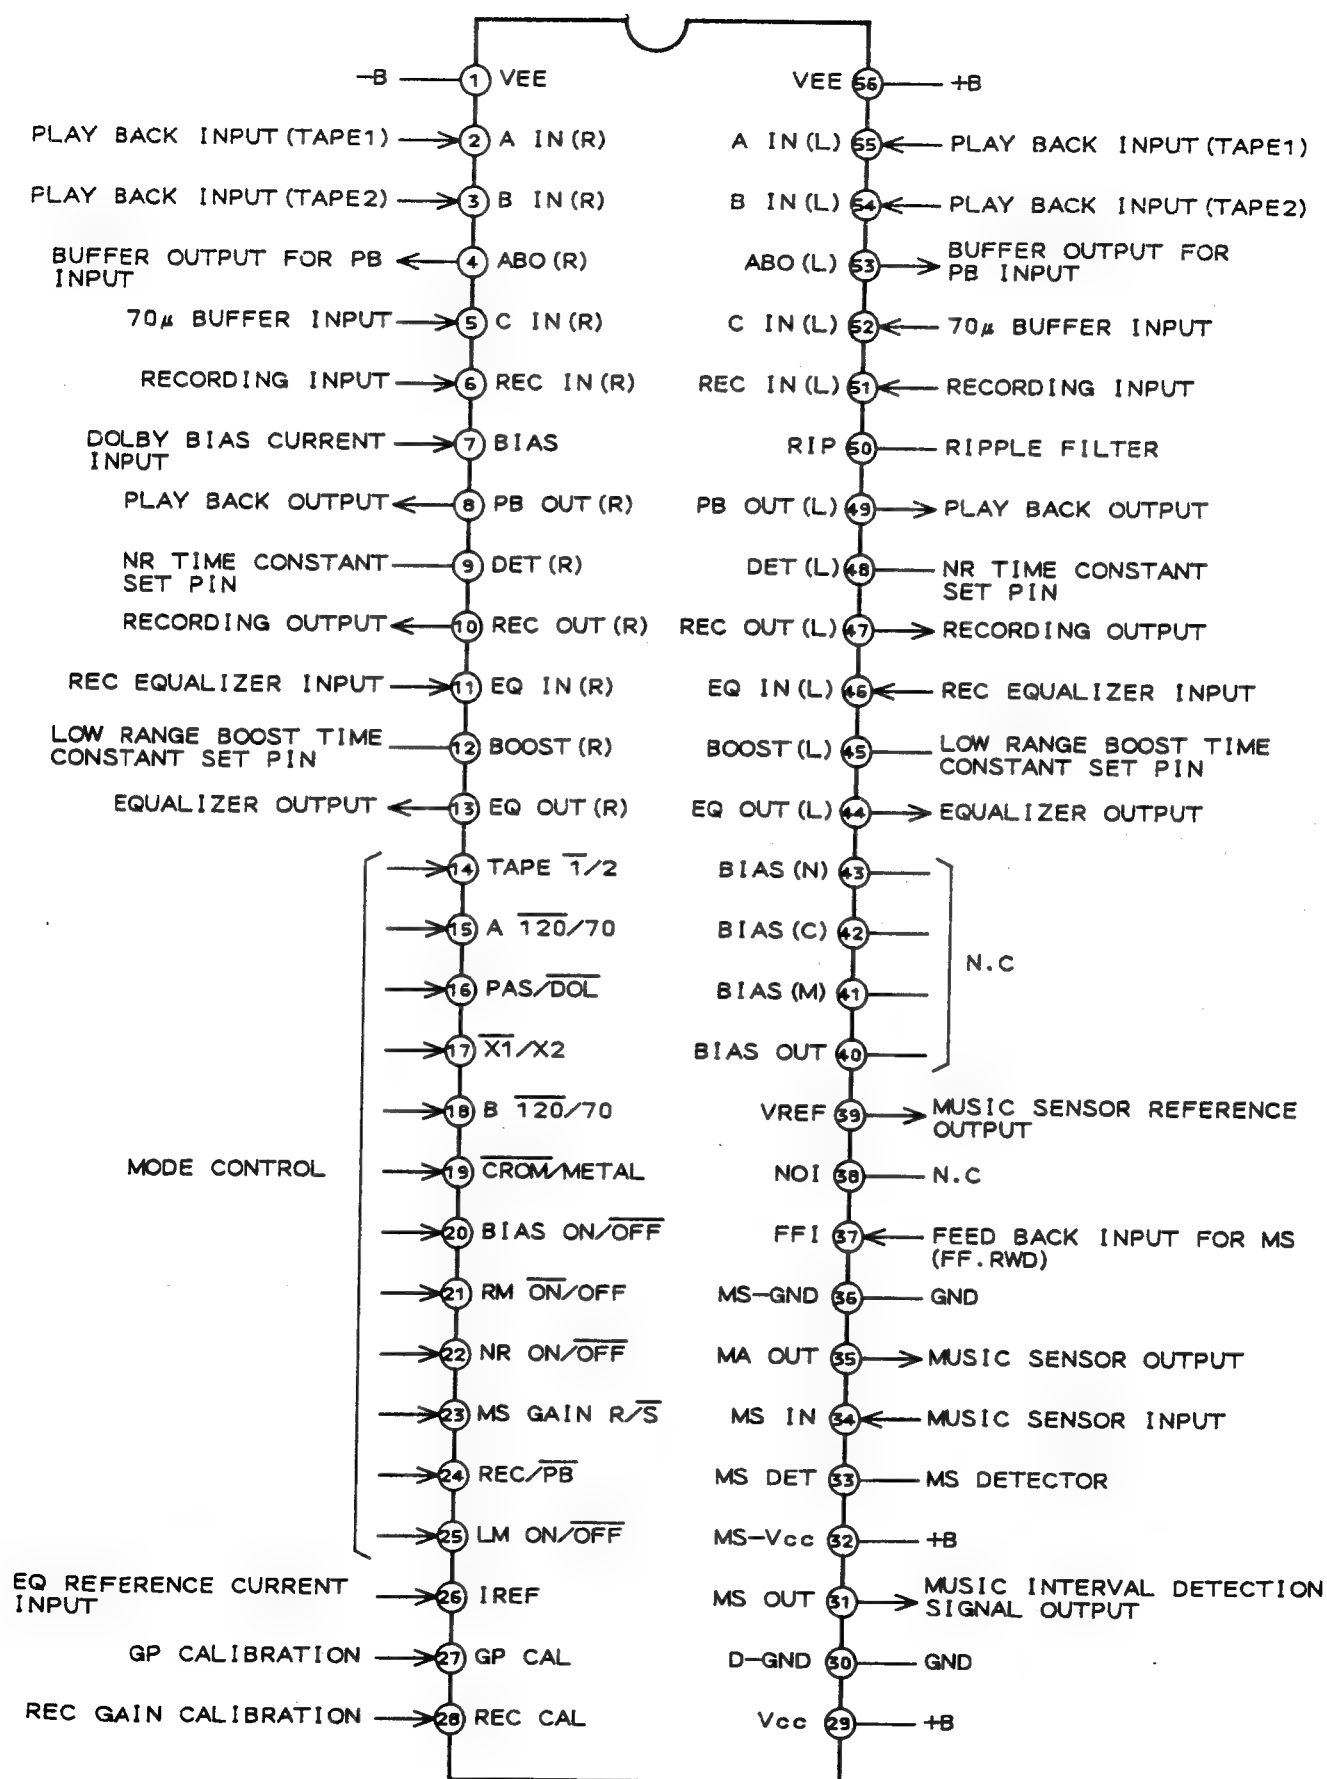 -B 1 VEE
PLAY BACK INPUT(TAPE1) 2 A IN(R)
PLAY BACK INPUT(TAPE2) 3 B IN(R)
BUFFER OUTPUT FOR PB 4 ABO(R)
INPUT
70μ BUFFER INPUT 5 C IN(R)
RECORDING INPUT 6 REC IN(R)
DOLBY BIAS CURRENT 7 BIAS
INPUT
PLAY BACK OUTPUT 8 PB OUT(R)
NR TIME CONSTANT 9 DET(R)
SET PIN
RECORDING OUTPUT 10 REC OUT(R)
REC EQUALIZER INPUT 11 EQ IN(R)
LOW RANGE BOOST TIME 12 BOOST(R)
CONSTANT SET PIN
EQUALIZER OUTPUT 13 EQ OUT(R)
14 TAPE 1̅/2
15 A 1̅2̅0̅/70
16 PAS/D̅O̅L̅
17 X̅1̅/X2
18 B 1̅2̅0̅/70
MODE CONTROL 19 C̅R̅O̅M̅/METAL
20 BIAS ON/O̅F̅F̅
21 RM O̅N̅/OFF
22 NR ON/O̅F̅F̅
23 MS GAIN R/S̅
24 REC/P̅B̅
25 LM ON/O̅F̅F̅
EQ REFERENCE CURRENT 26 IREF
INPUT
GP CALIBRATION 27 GP CAL
REC GAIN CALIBRATION 28 REC CAL
VEE 56 +B
A IN(L) 55 PLAY BACK INPUT(TAPE1)
B IN(L) 54 PLAY BACK INPUT(TAPE2)
ABO(L) 53 BUFFER OUTPUT FOR
PB INPUT
C IN(L) 52 70μ BUFFER INPUT
REC IN(L) 51 RECORDING INPUT
RIP 50 RIPPLE FILTER
PB OUT(L) 49 PLAY BACK OUTPUT
DET(L) 48 NR TIME CONSTANT
SET PIN
REC OUT(L) 47 RECORDING OUTPUT
EQ IN(L) 46 REC EQUALIZER INPUT
BOOST(L) 45 LOW RANGE BOOST TIME
CONSTANT SET PIN
EQ OUT(L) 44 EQUALIZER OUTPUT
BIAS(N) 43
BIAS(C) 42
N.C
BIAS(M) 41
BIAS OUT 40
VREF 39 MUSIC SENSOR REFERENCE
OUTPUT
NOI 38 N.C
FFI 37 FEED BACK INPUT FOR MS
(FF.RWD)
MS-GND 36 GND
MA OUT 35 MUSIC SENSOR OUTPUT
MS IN 34 MUSIC SENSOR INPUT
MS DET 33 MS DETECTOR
MS-Vcc 32 +B
MS OUT 31 MUSIC INTERVAL DETECTION
SIGNAL OUTPUT
D-GND 30 GND
Vcc 29 +B